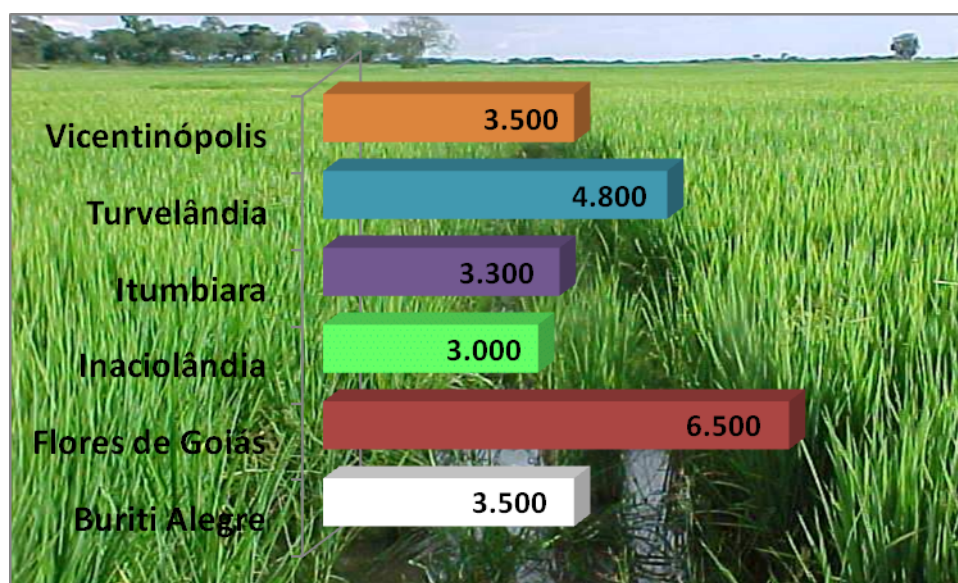 Vicentinópolis 3.500
Turvelândia 4.800
Itumbiara 3.300
Inaciolândia 3.000
Flores de Goiás 6.500
Buriti Alegre 3.500